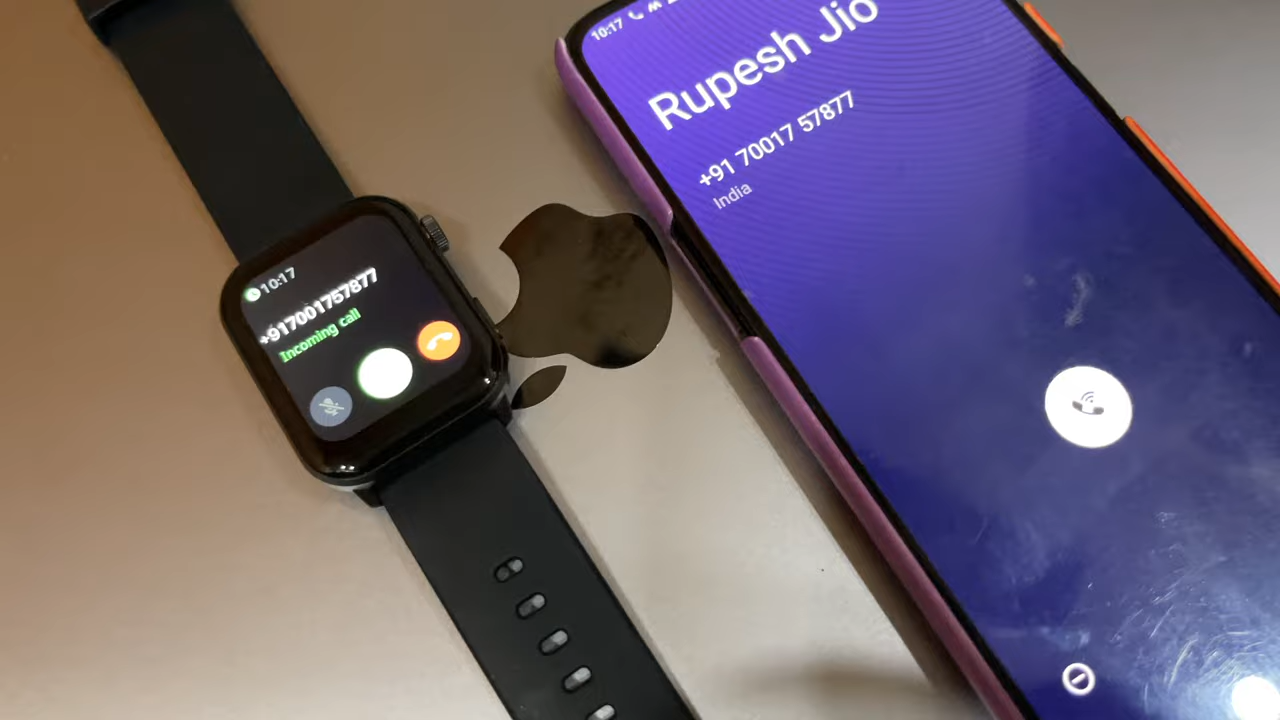 10:17
+917001757877
Incoming call
10:17
Rupesh Jio
+91 70017 57877
India